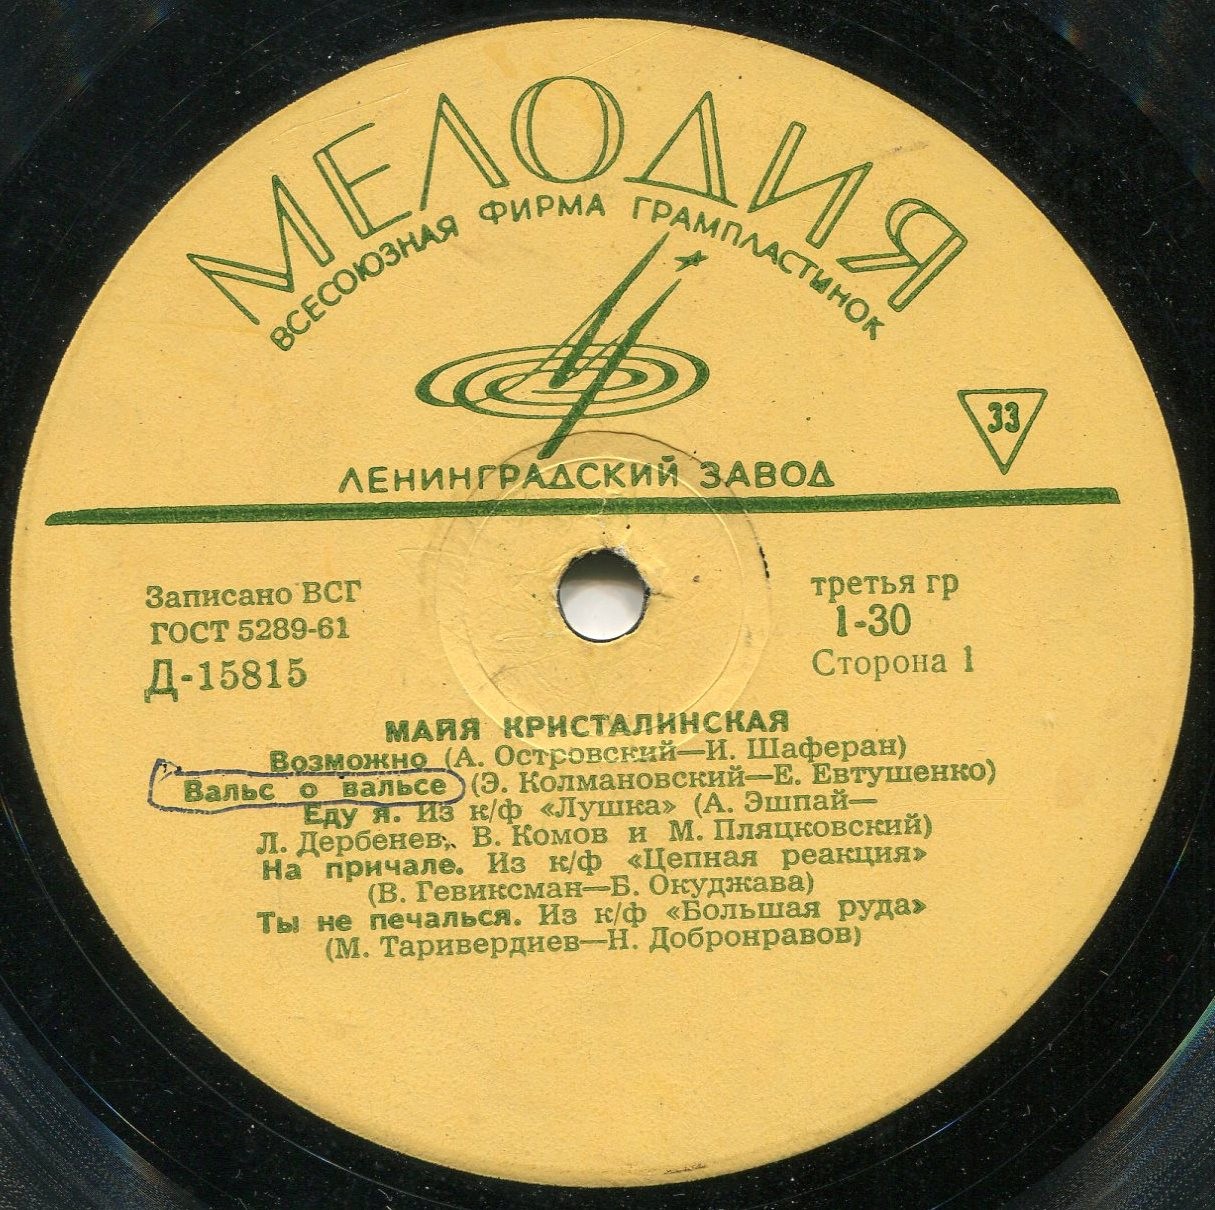 МЕЛОДИЯ
ВСЕСОЮЗНАЯ ФИРМА ГРАМПЛАСТИНОК
33
ЛЕНИНГРАДСКИЙ ЗАВОД
Записано ВСГ
ГОСТ 5289-61
Д-15815
третья гр
1-30
Сторона 1
МАЙЯ КРИСТАЛИНСКАЯ
Возможно (А. Островский—И. Шаферан)
Вальс о вальсе (Э. Колмановский—Е. Евтушенко)
Еду я. Из к/ф «Лушка» (А. Эшпай—
Л. Дербенев, В. Комов и М. Пляцковский)
На причале. Из к/ф «Цепная реакция»
(В. Гевиксман—Б. Окуджава)
Ты не печалься. Из к/ф «Большая руда»
(М. Таривердиев—Н. Добронравов)